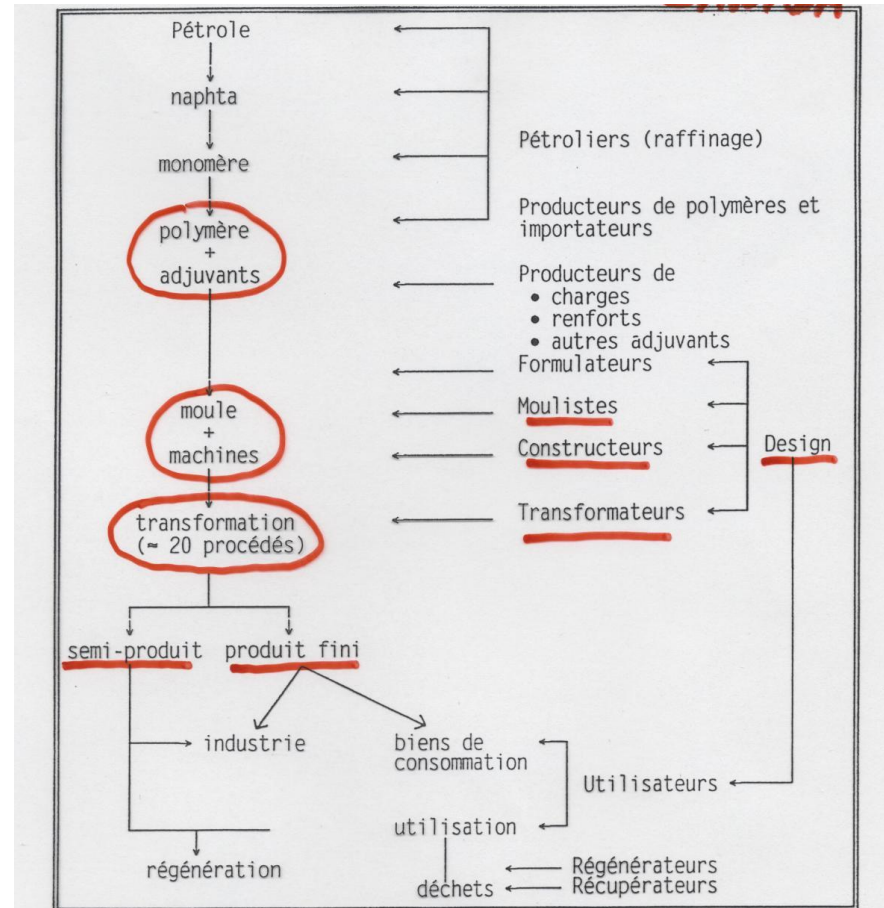 Pétrole
naphta
monomère
polymère
+
adjuvants
moule
+
machines
transformation
(≈ 20 procédés)
semi-produit
produit fini
industrie
régénération
Pétroliers (raffinage)
Producteurs de polymères et
importateurs
Producteurs de
• charges
• renforts
• autres adjuvants
Formulateurs
Moulistes
Constructeurs
Transformateurs
Design
biens de
consommation
Utilisateurs
utilisation
déchets
Régénérateurs
Récupérateurs